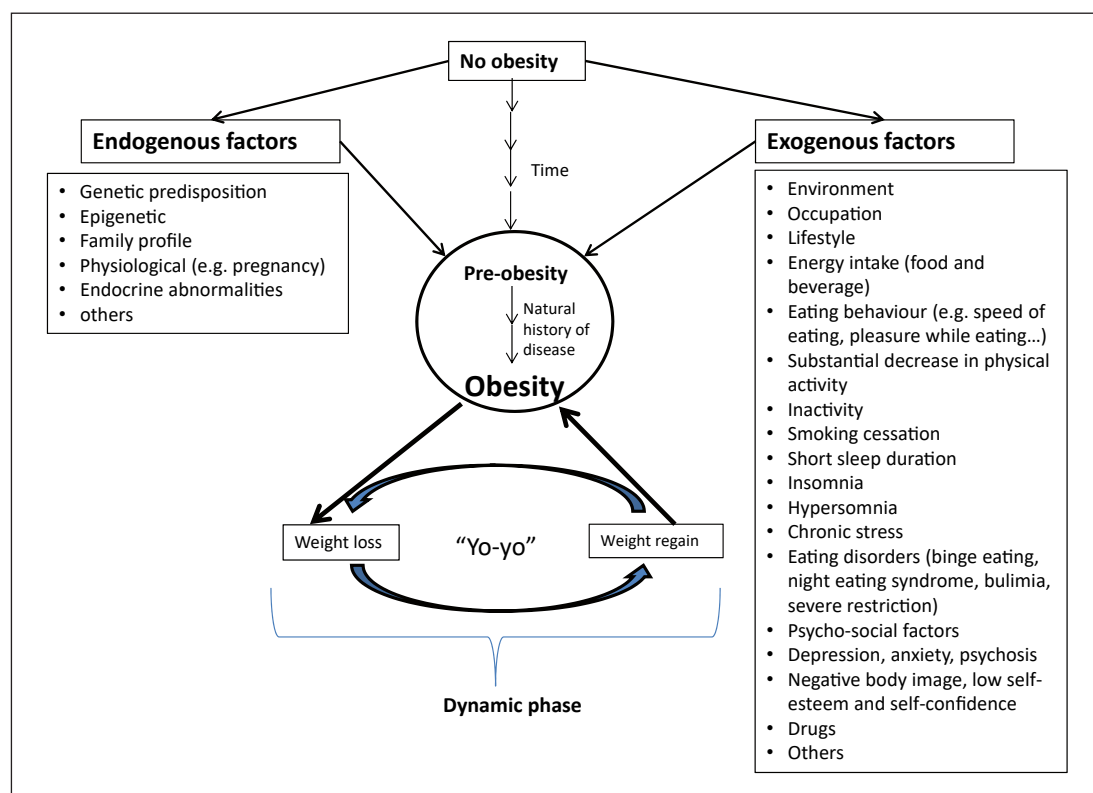 No obesity
Endogenous factors
• Genetic predisposition
• Epigenetic
• Family profile
• Physiological (e.g. pregnancy)
• Endocrine abnormalities
• others
Time
Pre-obesity
Natural
history of
disease
Obesity
Weight loss
"Yo-yo"
Weight regain
Dynamic phase
Exogenous factors
• Environment
• Occupation
• Lifestyle
• Energy intake (food and
beverage)
• Eating behaviour (e.g. speed of
eating, pleasure while eating…)
• Substantial decrease in physical
activity
• Inactivity
• Smoking cessation
• Short sleep duration
• Insomnia
• Hypersomnia
• Chronic stress
• Eating disorders (binge eating,
night eating syndrome, bulimia,
severe restriction)
• Psycho-social factors
• Depression, anxiety, psychosis
• Negative body image, low self-
esteem and self-confidence
• Drugs
• Others